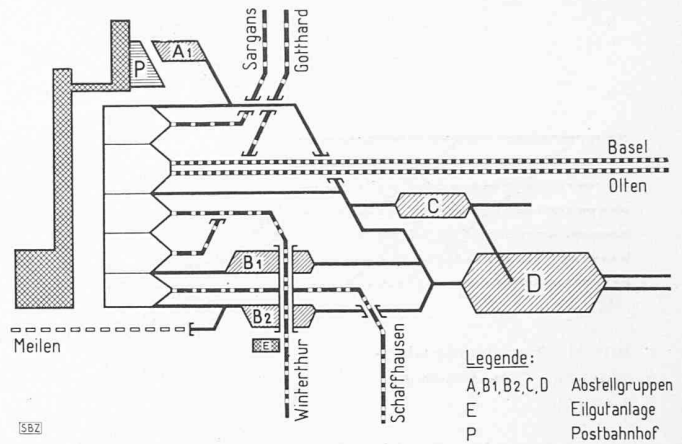 P
A1
Sargans
Gotthard
Basel
Olten
C
D
B1
B2
E
Meilen
Winterthur
Schaffhausen
Legende:
A, B1, B2, C, D Abstellgruppen
E Eilgutanlage
P Postbahnhof
SBZ